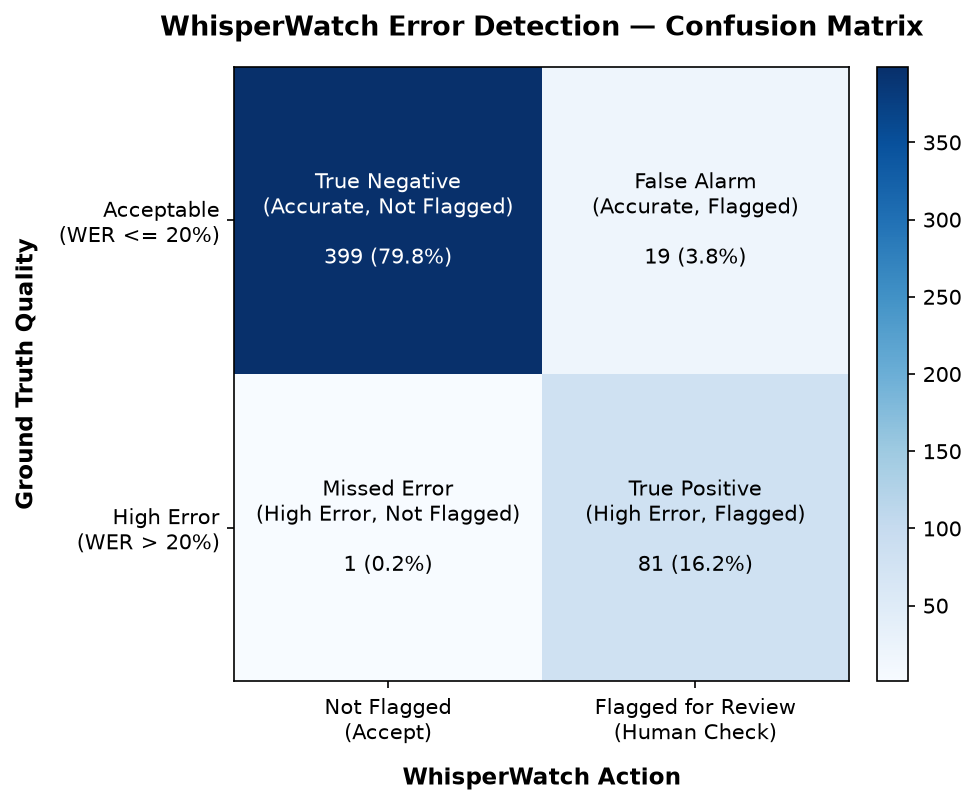 WhisperWatch Error Detection — Confusion Matrix
Ground Truth Quality
Acceptable
(WER <= 20%)
High Error
(WER > 20%)
True Negative
(Accurate, Not Flagged)
399 (79.8%)
False Alarm
(Accurate, Flagged)
19 (3.8%)
Missed Error
(High Error, Not Flagged)
1 (0.2%)
True Positive
(High Error, Flagged)
81 (16.2%)
Not Flagged
(Accept)
Flagged for Review
(Human Check)
WhisperWatch Action
350
300
250
200
150
100
50